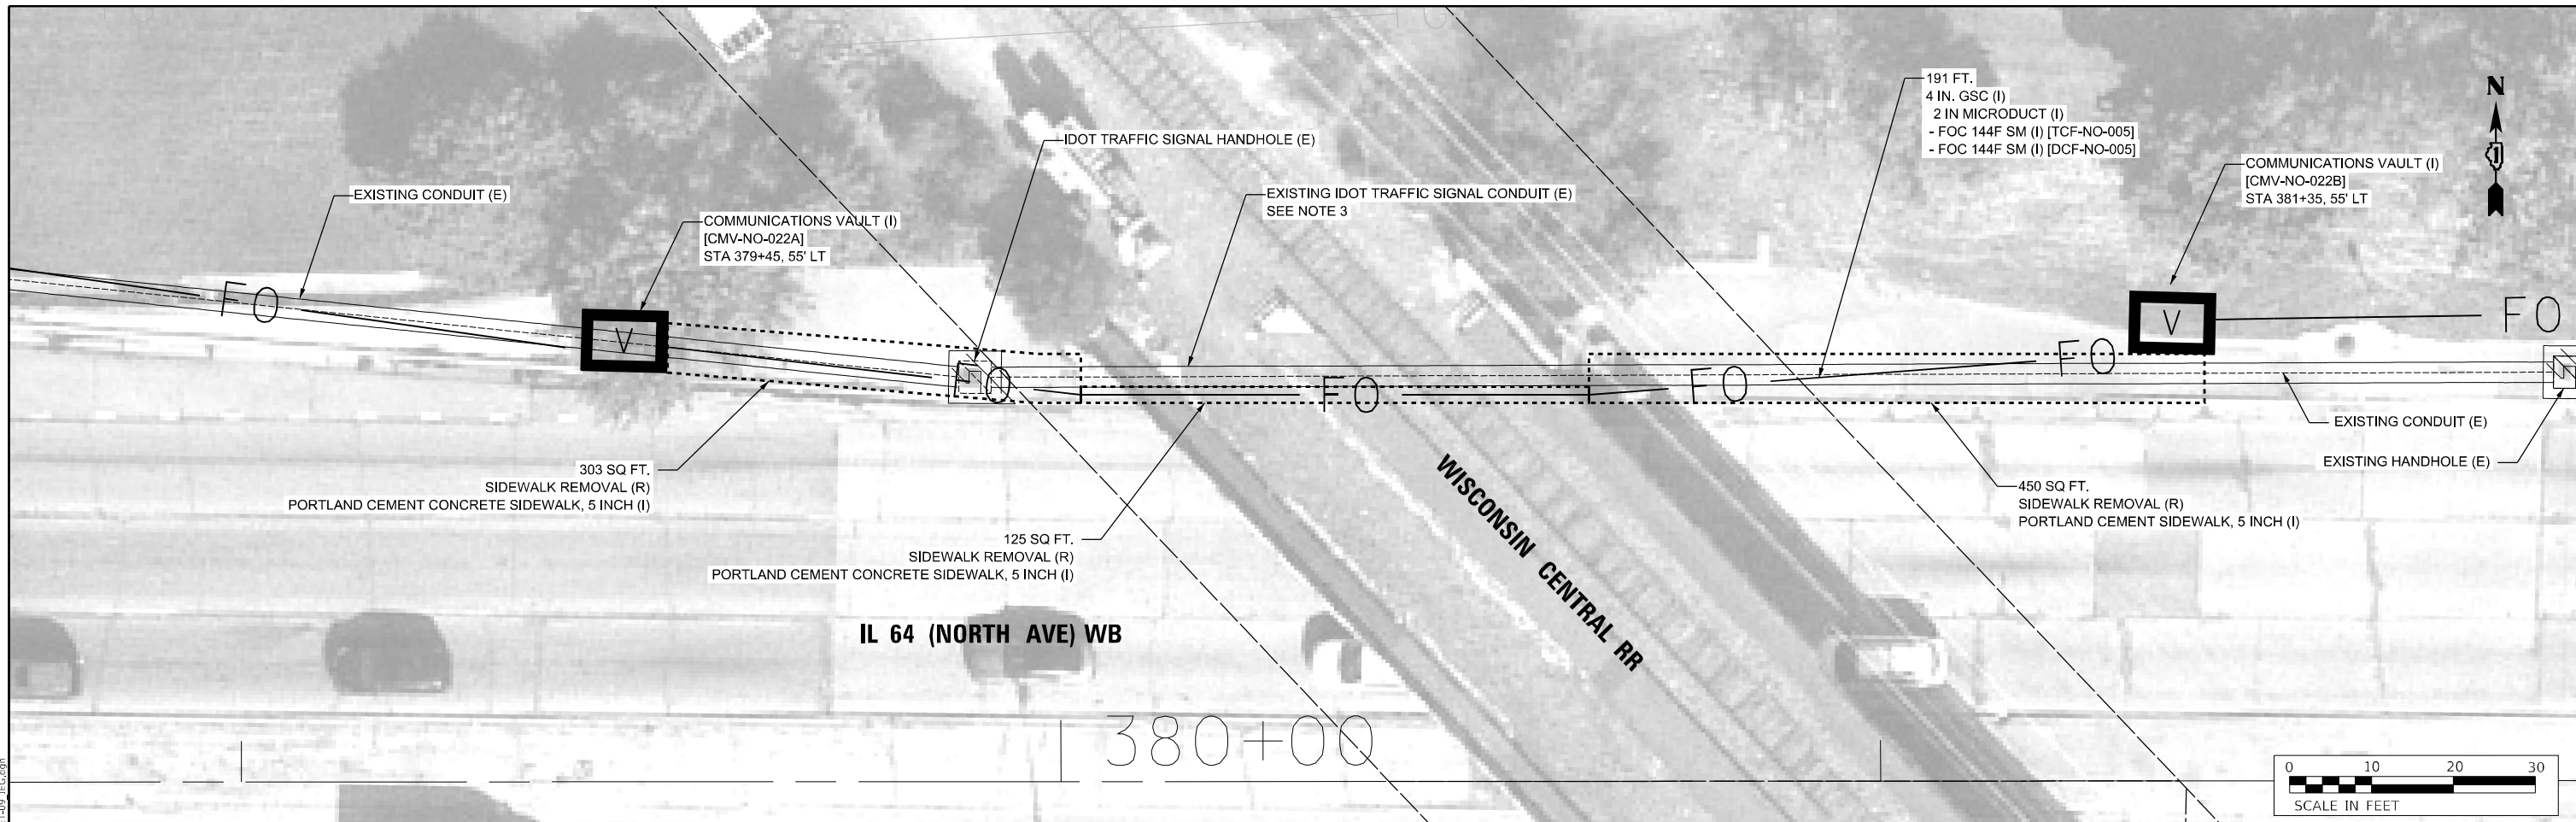 191 FT.
4 IN. GSC (I)
2 IN MICRODUCT (I)
- FOC 144F SM (I) [TCF-NO-005]
- FOC 144F SM (I) [DCF-NO-005]
N
1
IDOT TRAFFIC SIGNAL HANDHOLE (E)
COMMUNICATIONS VAULT (I)
[CMV-NO-022B]
STA 381+35, 55' LT
EXISTING CONDUIT (E)
EXISTING IDOT TRAFFIC SIGNAL CONDUIT (E)
SEE NOTE 3
COMMUNICATIONS VAULT (I)
[CMV-NO-022A]
STA 379+45, 55' LT
FO
V
FO
FO
FO
FO
V
FO
EXISTING CONDUIT (E)
EXISTING HANDHOLE (E)
303 SQ FT.
SIDEWALK REMOVAL (R)
PORTLAND CEMENT CONCRETE SIDEWALK, 5 INCH (I)
450 SQ FT.
SIDEWALK REMOVAL (R)
PORTLAND CEMENT SIDEWALK, 5 INCH (I)
125 SQ FT.
SIDEWALK REMOVAL (R)
PORTLAND CEMENT CONCRETE SIDEWALK, 5 INCH (I)
WISCONSIN CENTRAL RR
IL 64 (NORTH AVE) WB
380+00
0 10 20 30
SCALE IN FEET